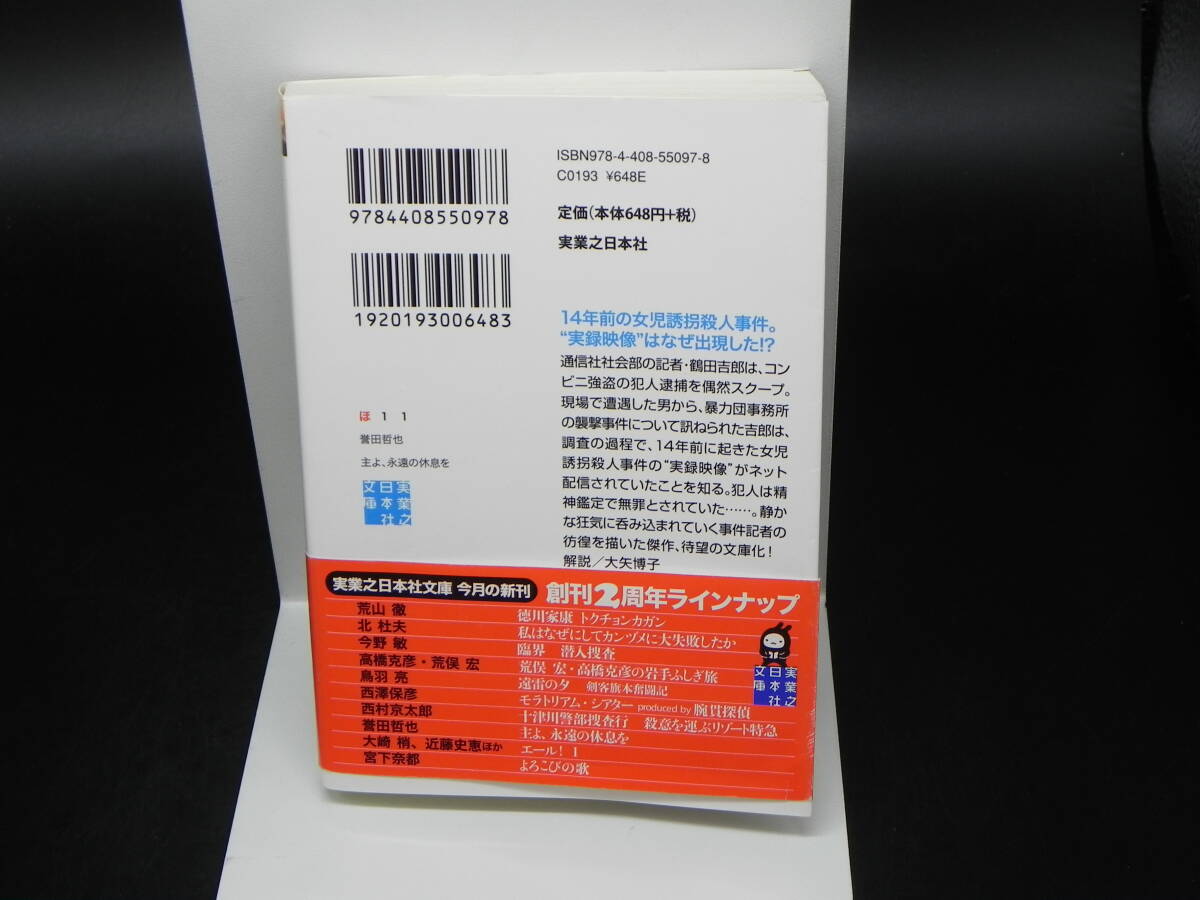 ISBN978-4-408-55097-8
C0193 ¥648E
定価(本体648円+税)
実業之日本社
9784408550978
1920193006483
14年前の女児誘拐殺人事件。
“実録映像”はなぜ出現した!?
通信社社会部の記者・鶴田吉郎は、コン
ビニ強盗の犯人逮捕を偶然スクープ。
現場で遭遇した男から、暴力団事務所
の襲撃事件について訊ねられた吉郎は、
調査の過程で、14年前に起きた女児
誘拐殺人事件の“実録映像”がネット
配信されていたことを知る。犯人は精
神鑑定で無罪とされていた……。静か
な狂気に呑み込まれていく事件記者の
彷徨を描いた傑作、待望の文庫化!
解説/大矢博子
ほ 1 1
誉田哲也
主よ、永遠の休息を
実業之
日本社
文庫
実業之日本社文庫 今月の新刊
創刊2周年ラインナップ
荒山 徹 徳川家康 トクチョンカガン
北 杜夫 私はなぜにしてカンヅメに大失敗したか
今野 敏 臨界 潜入捜査
高橋克彦・荒俣 宏 荒俣 宏・高橋克彦の岩手ふしぎ旅
鳥羽 亮 遠雷の夕 剣客旗本奮闘記
西澤保彦 モラトリアム・シアター produced by 腕貫探偵
西村京太郎 十津川警部捜査行 殺意を運ぶリゾート特急
誉田哲也 主よ、永遠の休息を
大崎 梢、近藤史恵ほか エール! 1
宮下奈都 よろこびの歌
実業之
日本社
文庫